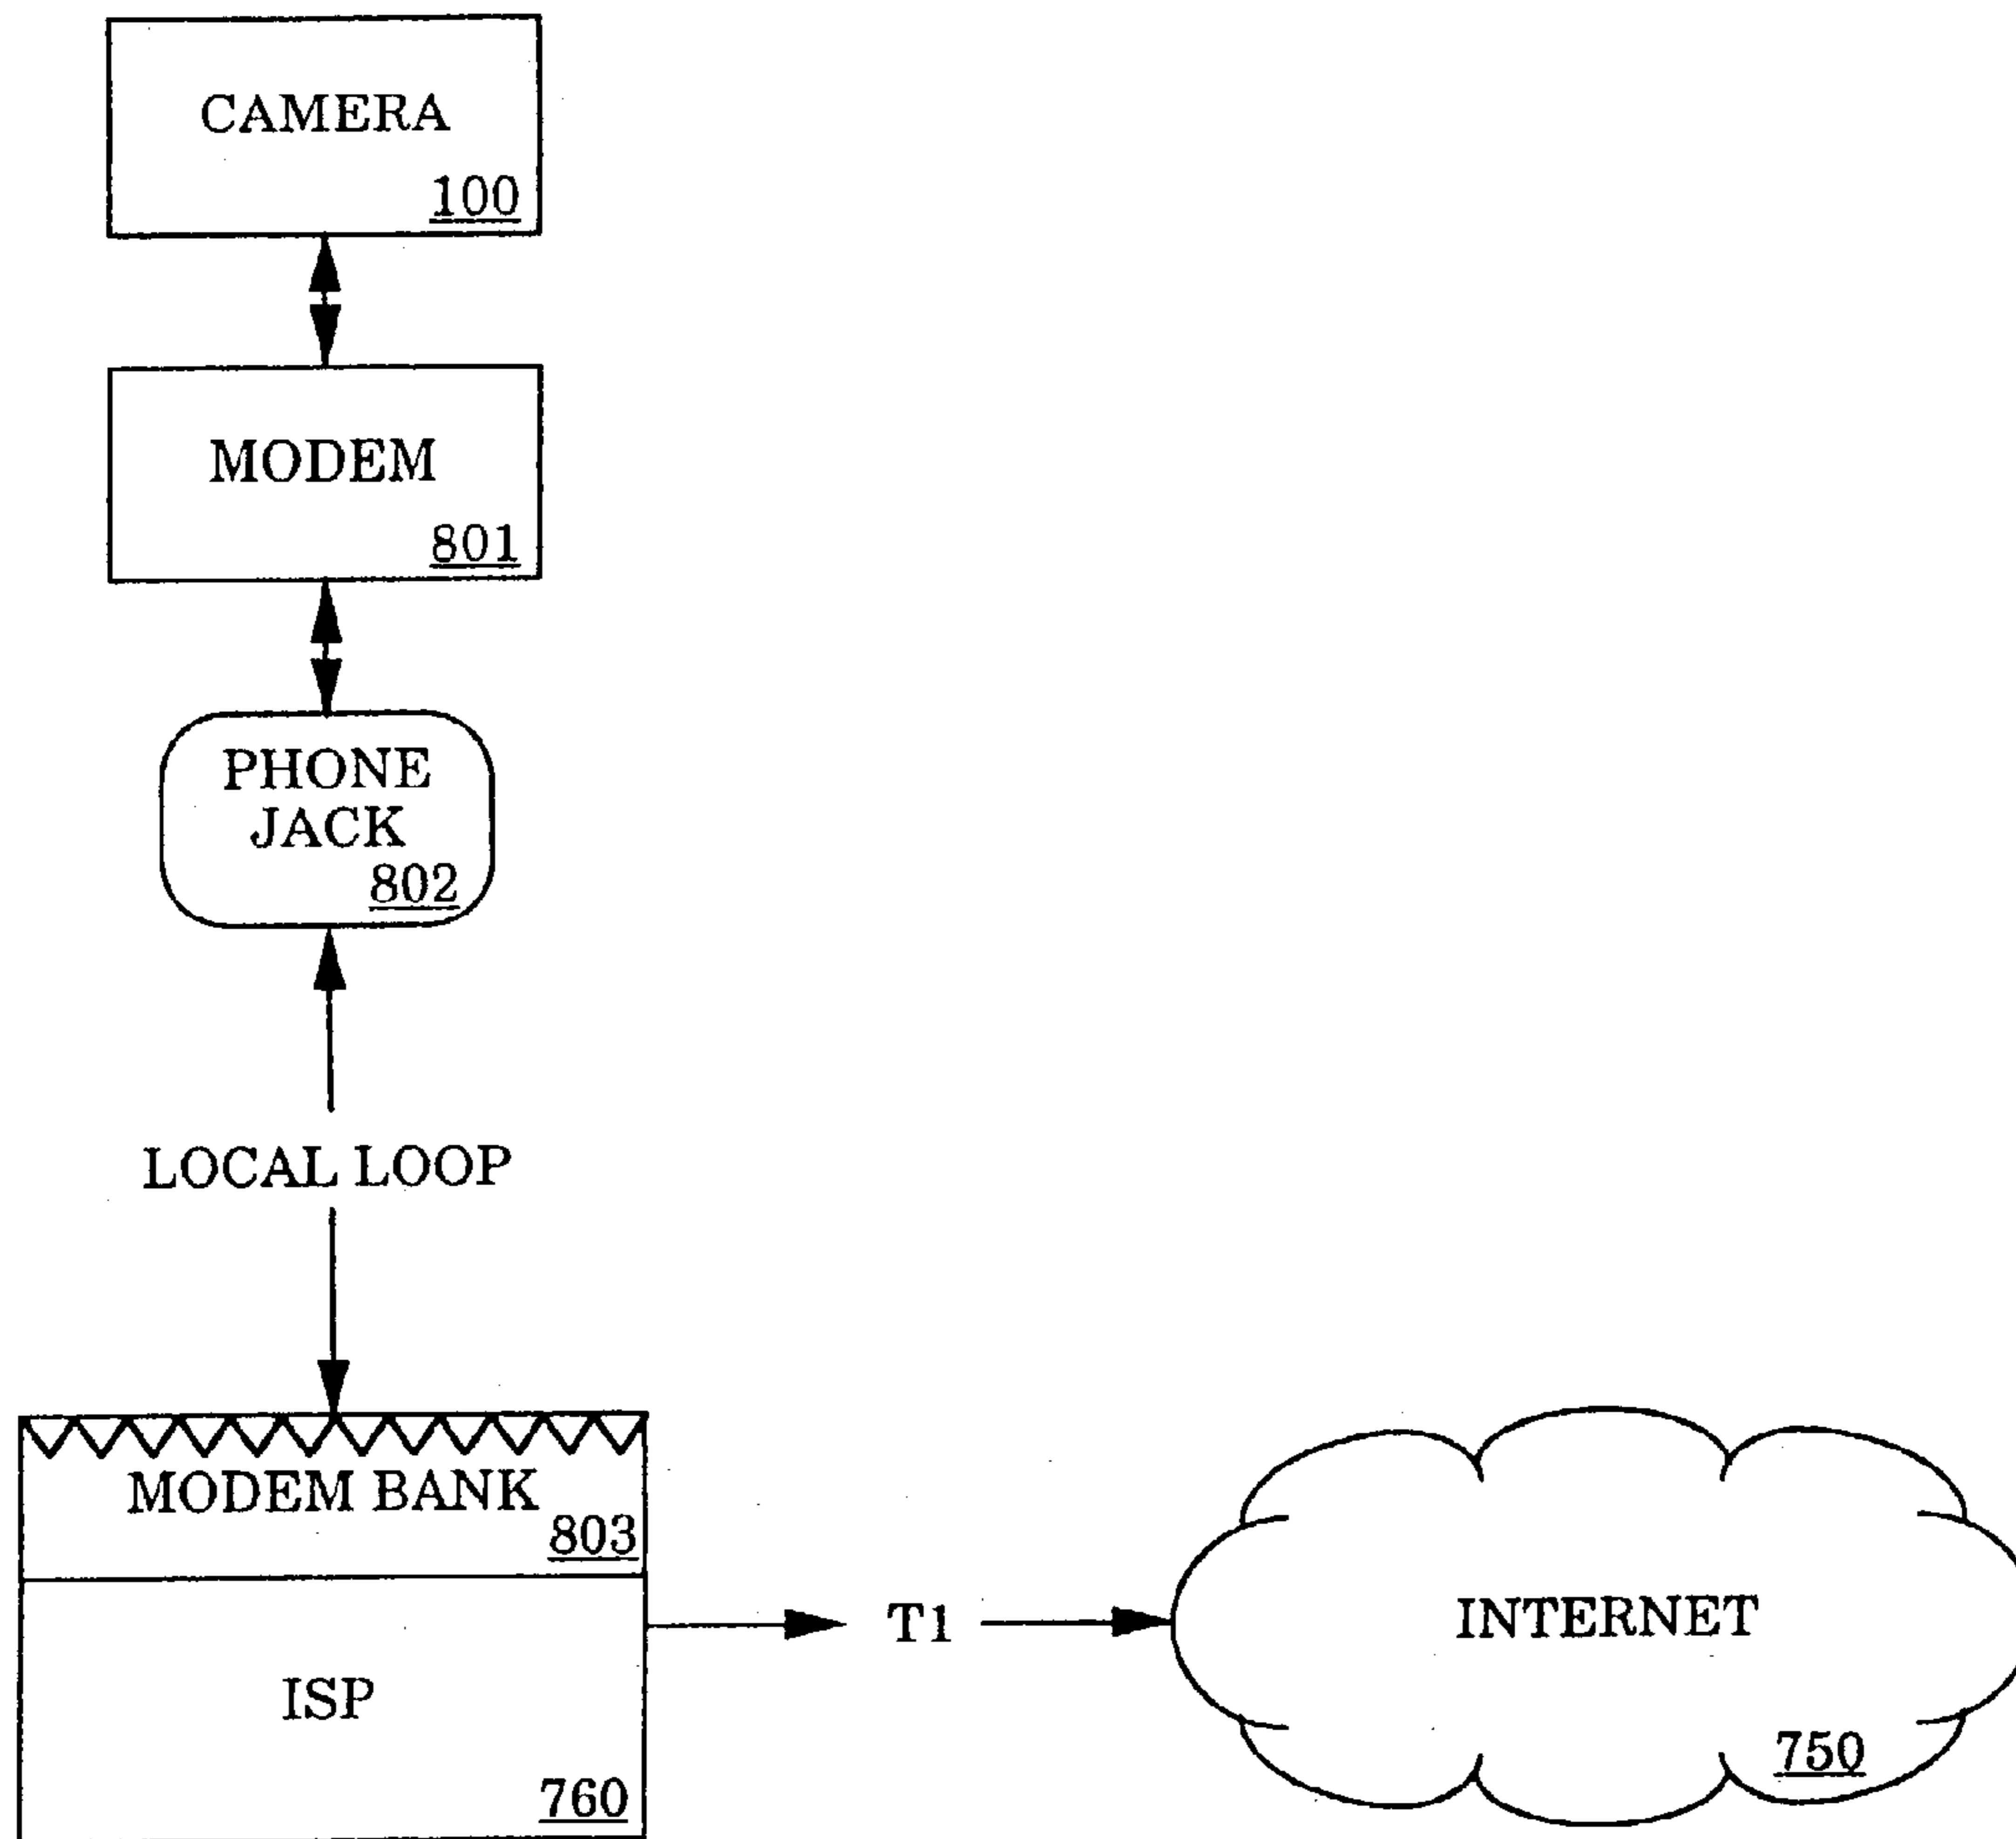 CAMERA
100
MODEM
801
PHONE
JACK
802
LOCAL LOOP
MODEM BANK
803
ISP
760
T1
INTERNET
750